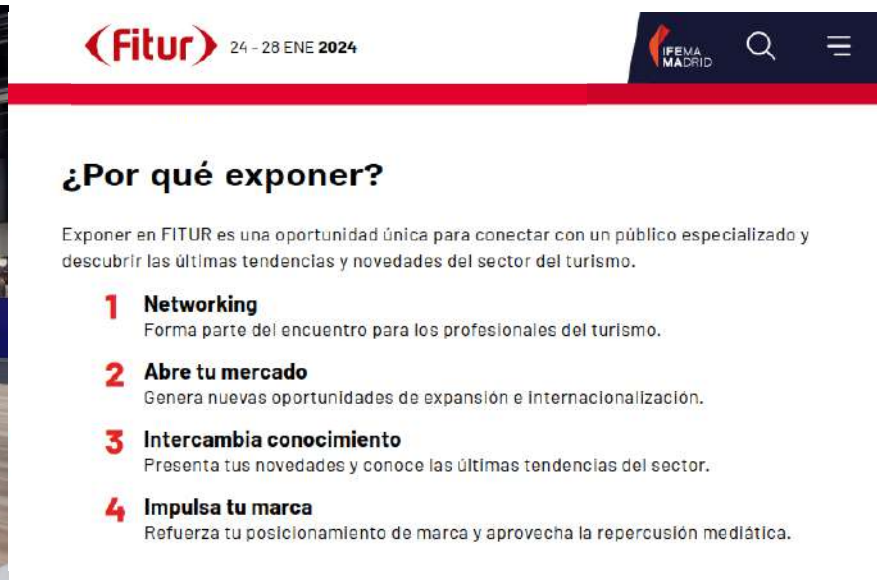 (Fitur) 24 - 28 ENE 2024
IFEMA
MADRID
¿Por qué exponer?
Exponer en FITUR es una oportunidad única para conectar con un público especializado y
descubrir las últimas tendencias y novedades del sector del turismo.
1 Networking
Forma parte del encuentro para los profesionales del turismo.
2 Abre tu mercado
Genera nuevas oportunidades de expansión e internacionalización.
3 Intercambia conocimiento
Presenta tus novedades y conoce las últimas tendencias del sector.
4 Impulsa tu marca
Refuerza tu posicionamiento de marca y aprovecha la repercusión mediática.